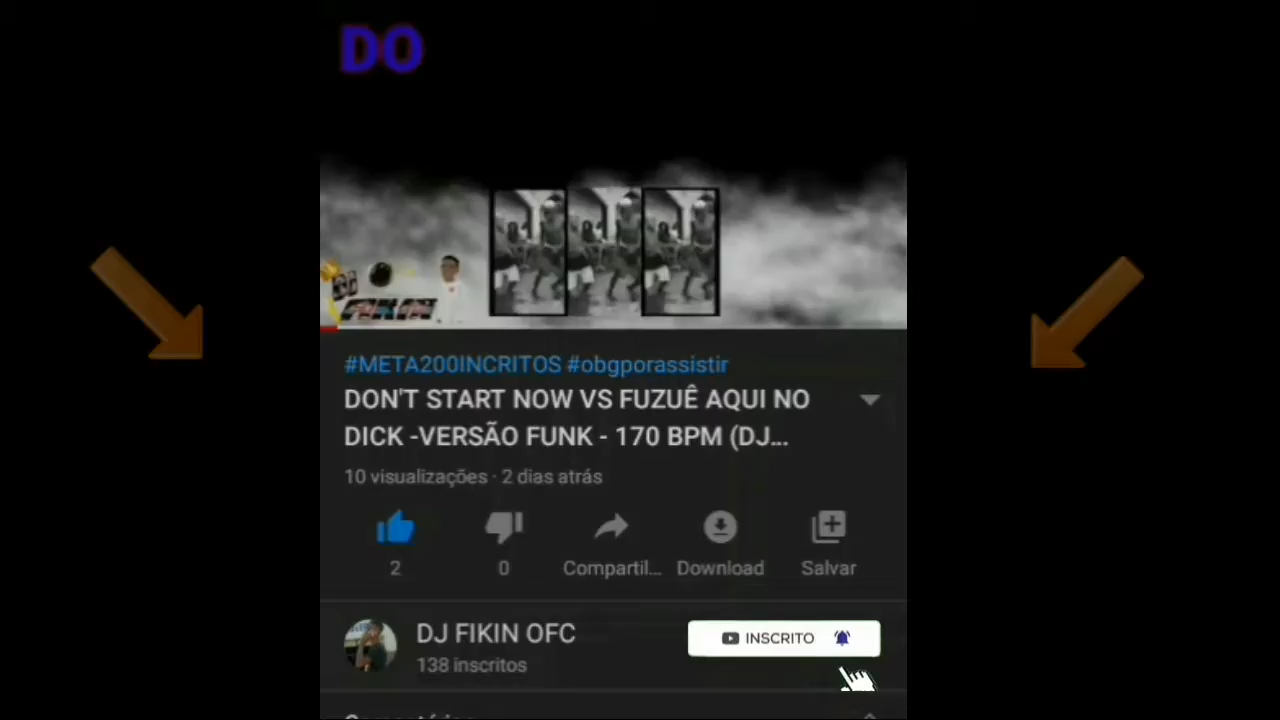 DO
FIKIN
#META200INCRITOS #obgporassistir
DON'T START NOW VS FUZUÊ AQUI NO
DICK -VERSÃO FUNK - 170 BPM (DJ...
10 visualizações · 2 dias atrás
2
0
Compartil...
Download
Salvar
DJ FIKIN OFC
INSCRITO
138 inscritos